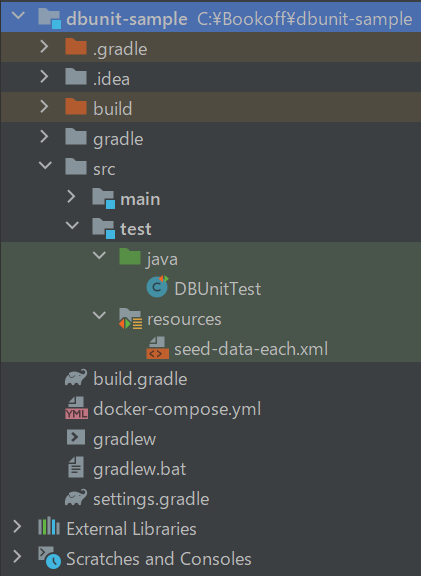 dbunit-sample C:¥Bookoff¥dbunit-sample
.gradle
.idea
build
gradle
src
main
test
java
DBUnitTest
resources
seed-data-each.xml
build.gradle
docker-compose.yml
gradlew
gradlew.bat
settings.gradle
External Libraries
Scratches and Consoles